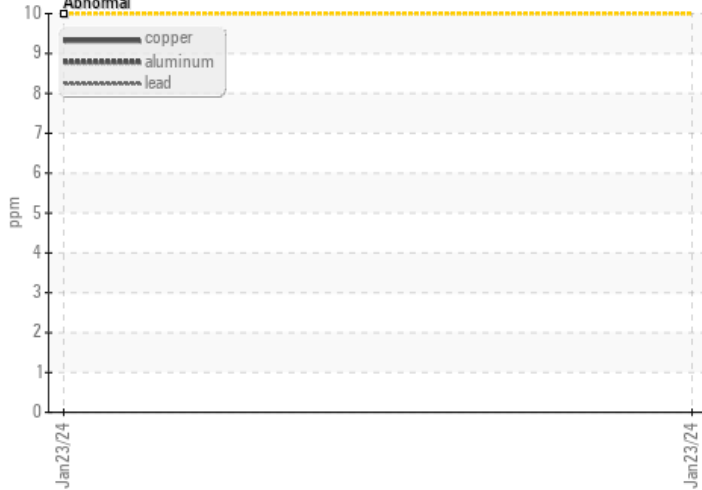 Abnormal
10
copper
9
aluminum
lead
8
7
6
ppm
5
4
3
2
1
0
Jan23/24
Jan23/24